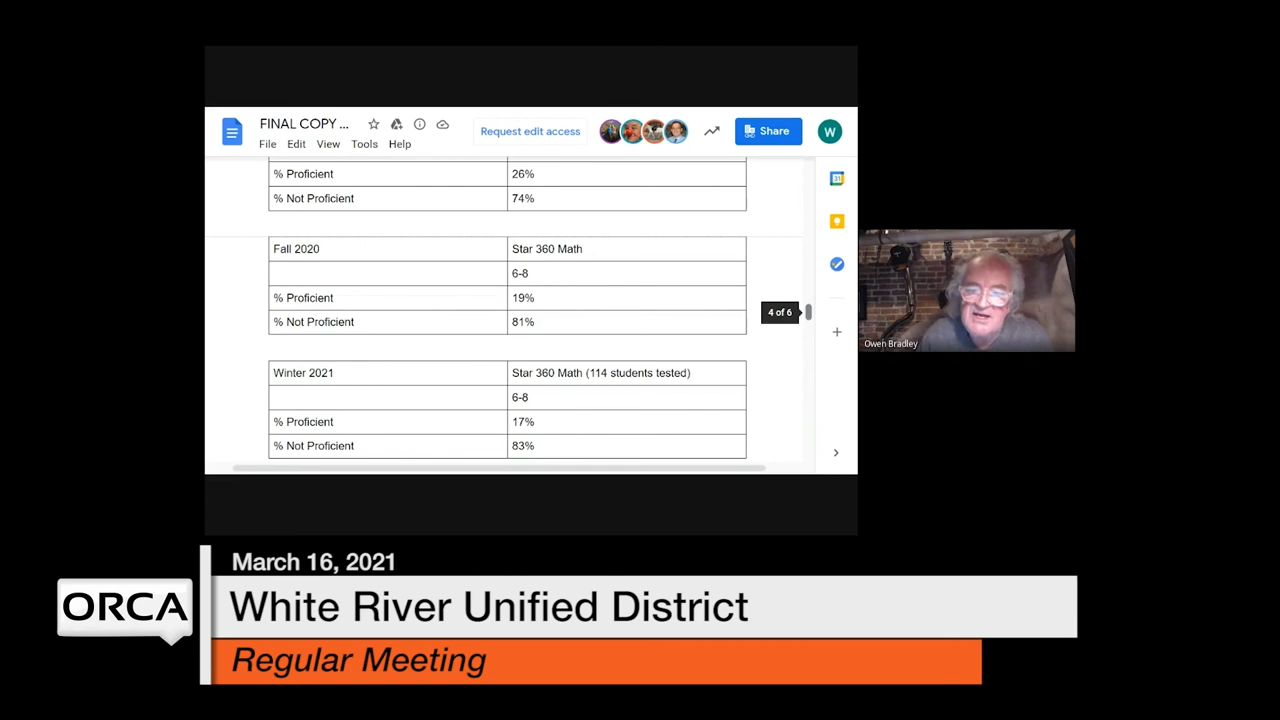 FINAL COPY ...
Request edit access
Share
W
File Edit View Tools Help
% Proficient 26%
% Not Proficient 74%
31
Fall 2020 Star 360 Math
6-8
% Proficient 19%
% Not Proficient 81%
4 of 6
Owen Bradley
Winter 2021 Star 360 Math (114 students tested)
6-8
% Proficient 17%
% Not Proficient 83%
March 16, 2021
ORCA
White River Unified District
Regular Meeting